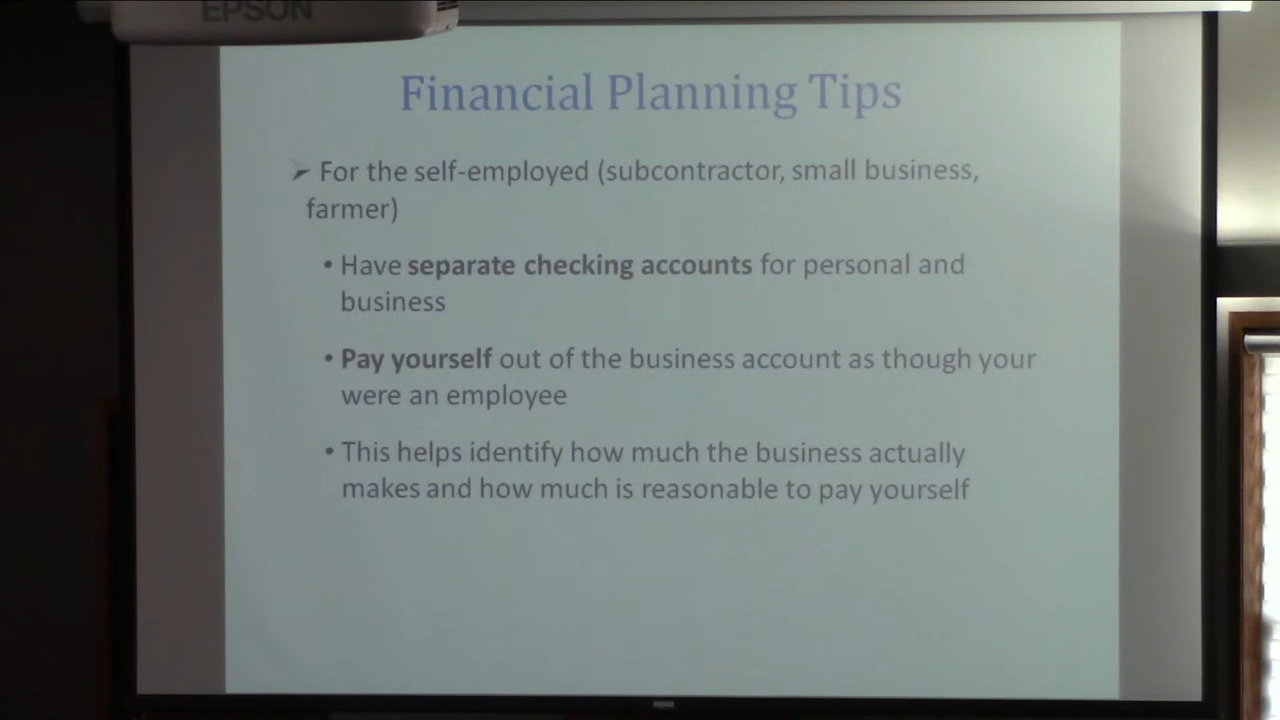 EPSON
Financial Planning Tips
➤ For the self-employed (subcontractor, small business,
farmer)
• Have separate checking accounts for personal and
business
• Pay yourself out of the business account as though your
were an employee
• This helps identify how much the business actually
makes and how much is reasonable to pay yourself